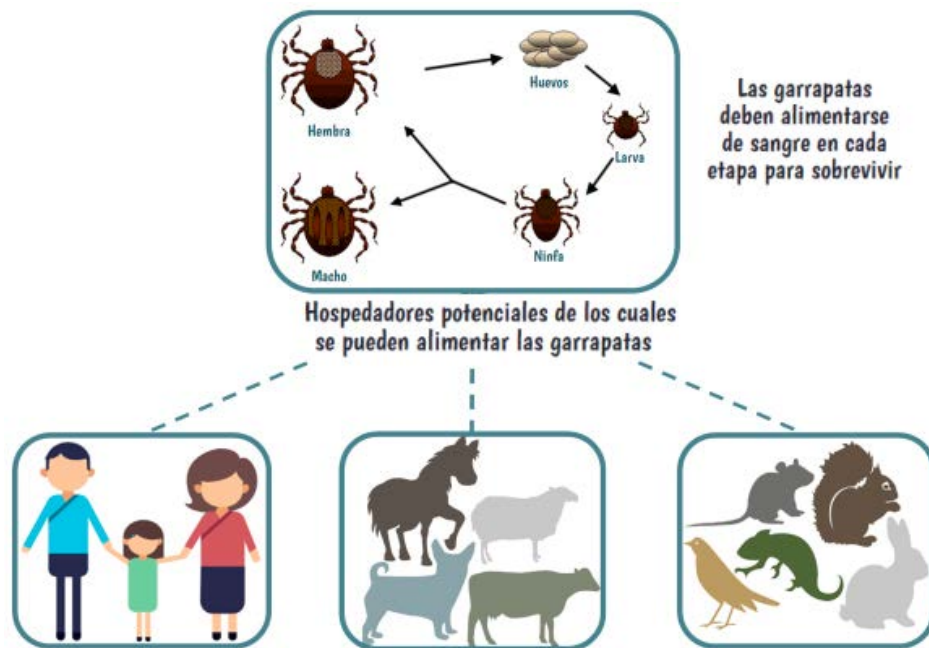 Hembra
Huevos
Larva
Ninfa
Macho
Las garrapatas
deben alimentarse
de sangre en cada
etapa para sobrevivir
Hospedadores potenciales de los cuales
se pueden alimentar las garrapatas